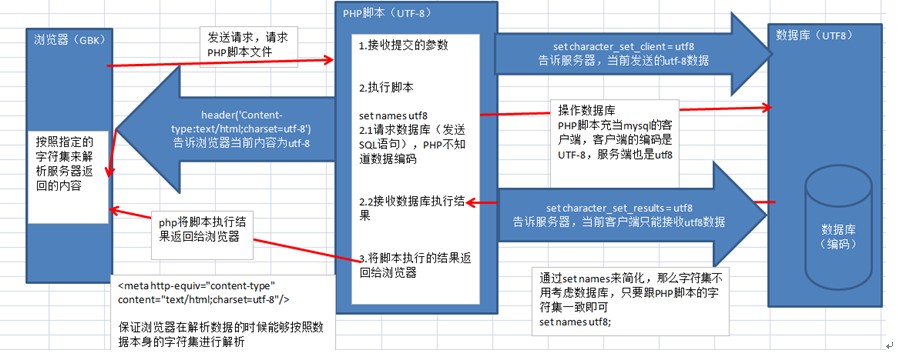 浏览器（GBK）
发送请求，请求
PHP脚本文件
header('Content-
type:text/html;charset=utf-8')
告诉浏览器当前内容为utf-8
按照指定的
字符集来解
析服务器返
回的内容
php将脚本执行结
果返回给浏览器
<meta http-equiv="content-type"
content="text/html;charset=utf-8"/>
保证浏览器在解析数据的时候能够按照数
据本身的字符集进行解析
PHP脚本（UTF-8）
1.接收提交的参数
2.执行脚本
set names utf8
2.1请求数据库（发送
SQL语句），PHP不知
道数据编码
2.2接收数据库执行结
果
3.将脚本执行的结果返
回给浏览器
set character_set_client = utf8
告诉服务器，当前发送的utf-8数据
操作数据库
PHP脚本充当mysql的客
户端，客户端的编码是
UTF-8，服务端也是utf8
set character_set_results = utf8
告诉服务器，当前客户端只能接收utf8数据
通过set names来简化，那么字符集不
用考虑数据库，只要跟PHP脚本的字
符集一致即可
set names utf8;
数据库（UTF8）
数据库
（编码）